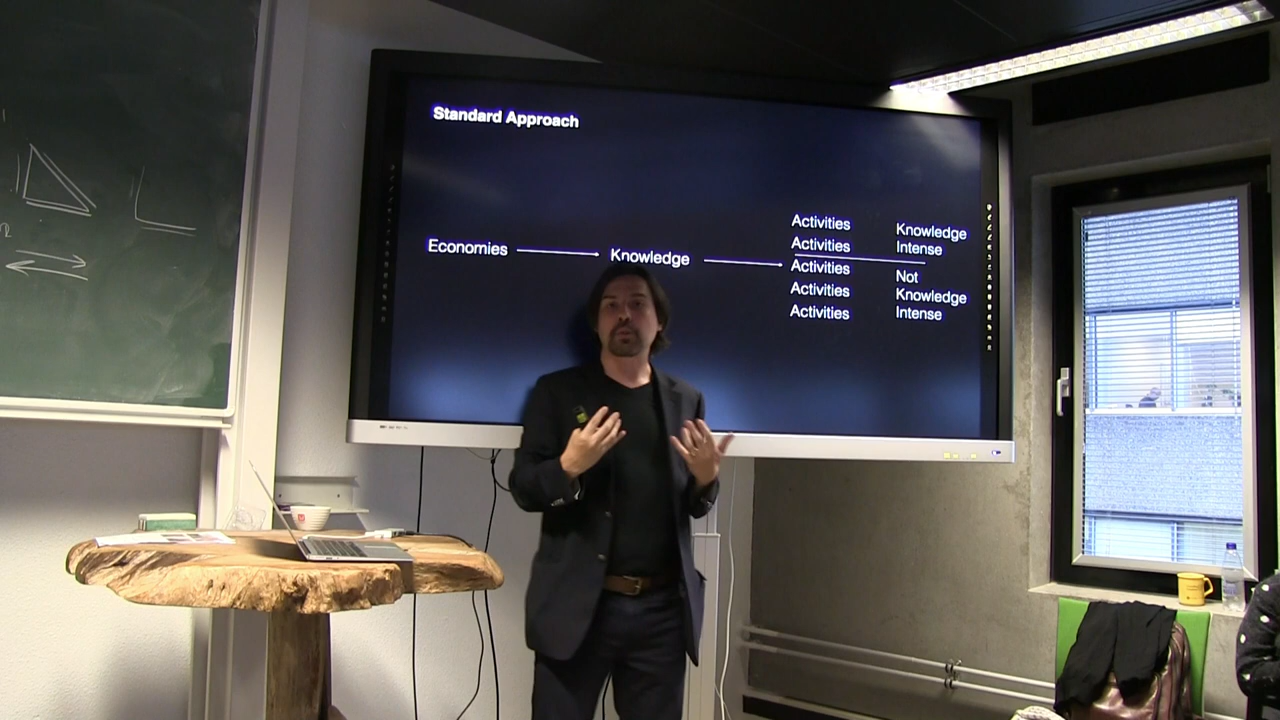 Standard Approach
Economies
Knowledge
Activities
Activities
Activities
Activities
Activities
Knowledge
Intense
Not
Knowledge
Intense